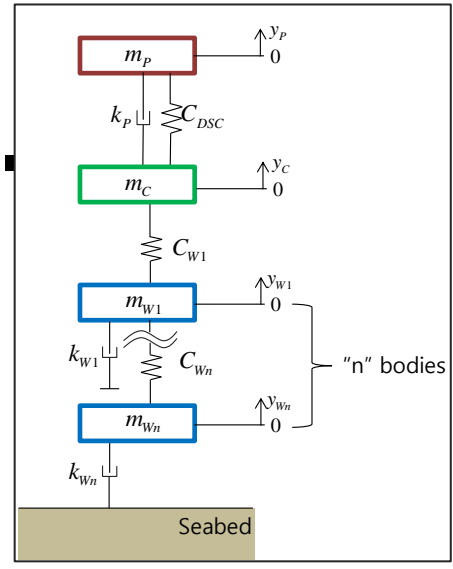 m_P
y_P
0
k_P
C_DSC
m_C
y_C
0
C_W1
m_W1
y_W1
0
k_W1
C_Wn
"n" bodies
m_Wn
y_Wn
0
k_Wn
Seabed